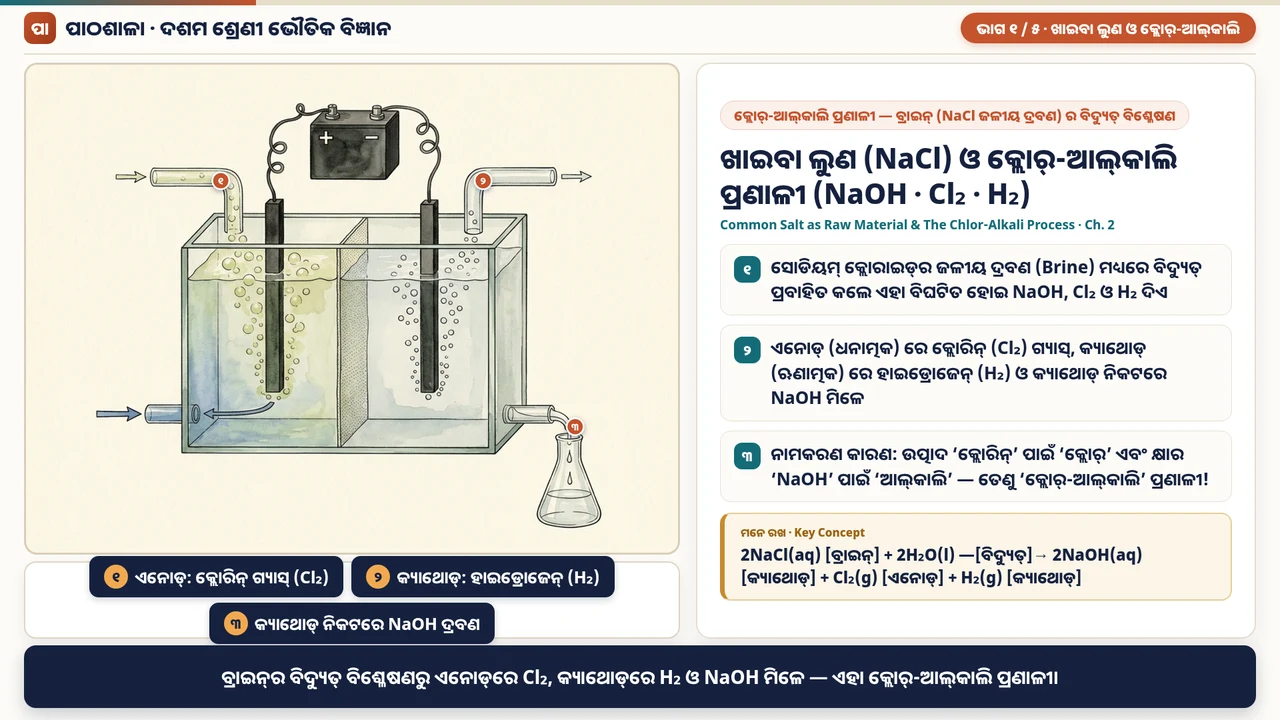 ପା ପାଠଶାଳା · ଦଶମ ଶ୍ରେଣୀ ଭୌତିକ ବିଜ୍ଞାନ
ଭାଗ ୧ / ୫ · ଖାଇବା ଲୁଣ ଓ କ୍ଲୋର୍-ଆଲ୍‌କାଲି
+ −
୧
୨
୩
୧ ଏନୋଡ୍: କ୍ଲୋରିନ୍ ଗ୍ୟାସ୍ (Cl₂)
୨ କ୍ୟାଥୋଡ୍: ହାଇଡ୍ରୋଜେନ୍ (H₂)
୩ କ୍ୟାଥୋଡ୍ ନିକଟରେ NaOH ଦ୍ରବଣ
କ୍ଲୋର୍-ଆଲ୍‌କାଲି ପ୍ରଣାଳୀ — ବ୍ରାଇନ୍ (NaCl ଜଳୀୟ ଦ୍ରବଣ) ର ବିଦ୍ୟୁତ୍ ବିଶ୍ଳେଷଣ
ଖାଇବା ଲୁଣ (NaCl) ଓ କ୍ଲୋର୍-ଆଲ୍‌କାଲି
ପ୍ରଣାଳୀ (NaOH · Cl₂ · H₂)
Common Salt as Raw Material & The Chlor-Alkali Process · Ch. 2
୧ ସୋଡିୟମ୍ କ୍ଲୋରାଇଡ୍‌ର ଜଳୀୟ ଦ୍ରବଣ (Brine) ମଧ୍ୟରେ ବିଦ୍ୟୁତ୍
ପ୍ରବାହିତ କଲେ ଏହା ବିଘଟିତ ହୋଇ NaOH, Cl₂ ଓ H₂ ଦିଏ
୨ ଏନୋଡ୍ (ଧନାତ୍ମକ) ରେ କ୍ଲୋରିନ୍ (Cl₂) ଗ୍ୟାସ୍, କ୍ୟାଥୋଡ୍
(ଋଣାତ୍ମକ) ରେ ହାଇଡ୍ରୋଜେନ୍ (H₂) ଓ କ୍ୟାଥୋଡ୍ ନିକଟରେ
NaOH ମିଳେ
୩ ନାମକରଣ କାରଣ: ଉତ୍ପାଦ ‘କ୍ଲୋରିନ୍’ ପାଇଁ ‘କ୍ଲୋର୍’ ଏବଂ କ୍ଷାର
‘NaOH’ ପାଇଁ ‘ଆଲ୍‌କାଲି’ — ତେଣୁ ‘କ୍ଲୋର୍-ଆଲ୍‌କାଲି’ ପ୍ରଣାଳୀ!
ମନେ ରଖ · Key Concept
2NaCl(aq) [ବ୍ରାଇନ୍] + 2H₂O(l) —[ବିଦ୍ୟୁତ୍]→ 2NaOH(aq)
[କ୍ୟାଥୋଡ୍] + Cl₂(g) [ଏନୋଡ୍] + H₂(g) [କ୍ୟାଥୋଡ୍]
ବ୍ରାଇନ୍‌ର ବିଦ୍ୟୁତ୍ ବିଶ୍ଳେଷଣରୁ ଏନୋଡ୍‌ରେ Cl₂, କ୍ୟାଥୋଡ୍‌ରେ H₂ ଓ NaOH ମିଳେ — ଏହା କ୍ଲୋର୍-ଆଲ୍‌କାଲି ପ୍ରଣାଳୀ।